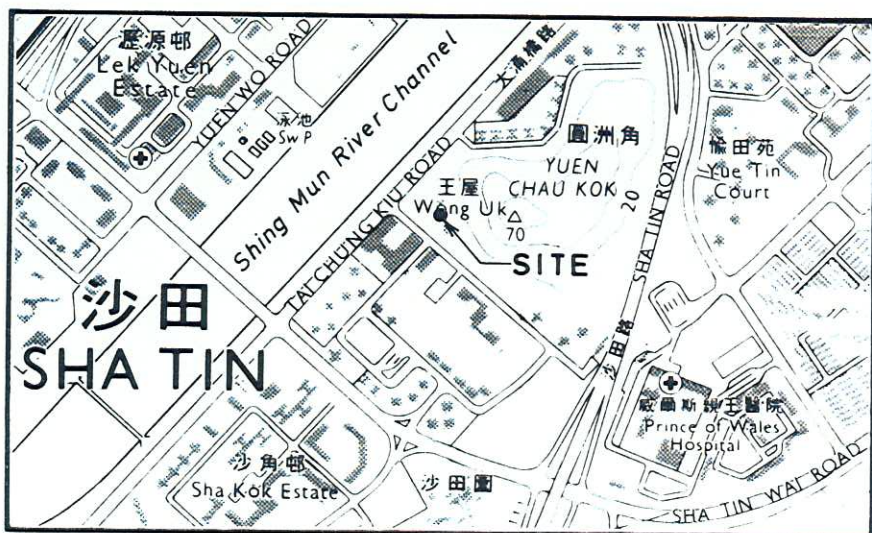 瀝源邨
Lek Yuen
Estate
YUEN WO ROAD
泳池
Sw P
Shing Mun River Channel
大涌橋路
TAI CHUNG KIU ROAD
圓洲角
YUEN
CHAU KOK
王屋
Wong Uk
70
20
SITE
SHA TIN ROAD
沙田路
愉田苑
Yue Tin
Court
沙田
SHA TIN
沙角邨
Sha Kok Estate
沙田圍
威爾斯親王醫院
Prince of Wales
Hospital
SHA TIN WAI ROAD